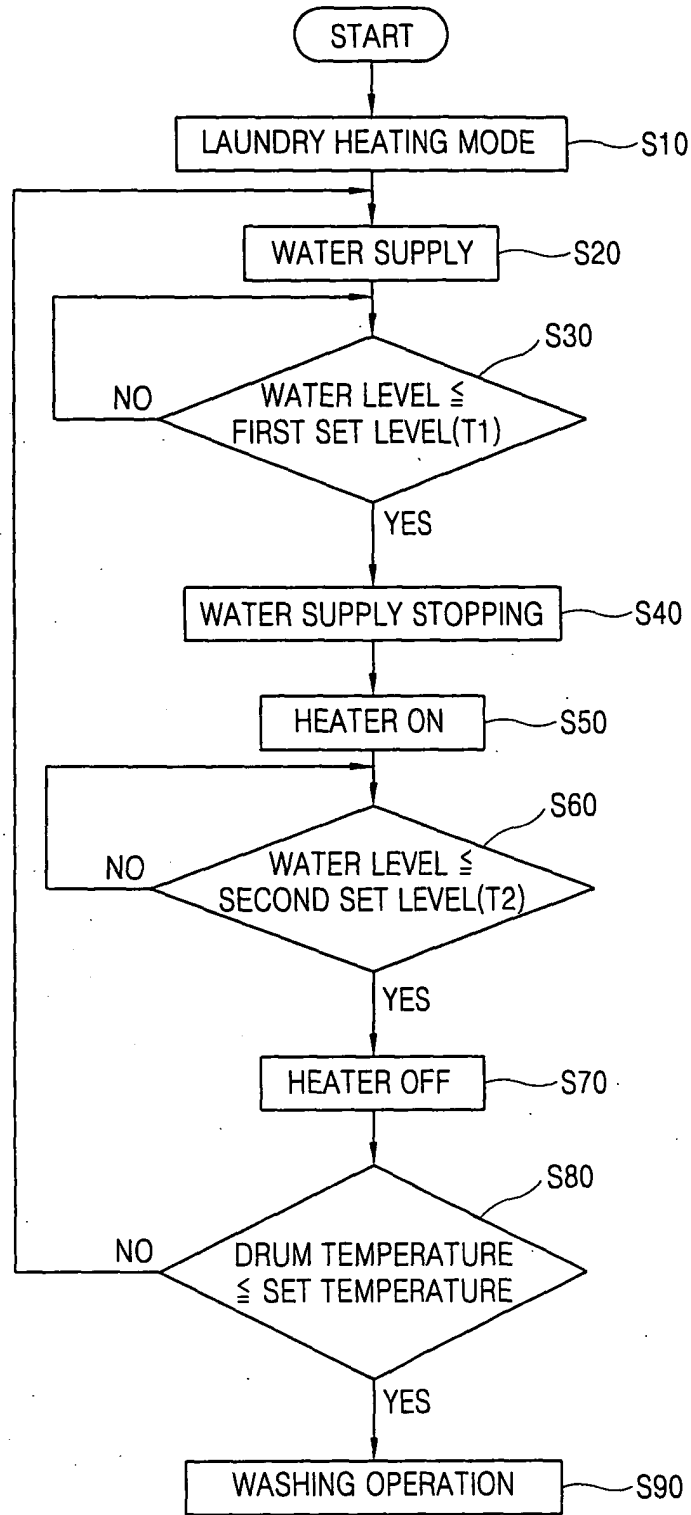 START
LAUNDRY HEATING MODE
S10
WATER SUPPLY
S20
S30
NO
WATER LEVEL ≦
FIRST SET LEVEL(T1)
YES
WATER SUPPLY STOPPING
S40
HEATER ON
S50
S60
NO
WATER LEVEL ≦
SECOND SET LEVEL(T2)
YES
HEATER OFF
S70
S80
NO
DRUM TEMPERATURE
≦ SET TEMPERATURE
YES
WASHING OPERATION
S90